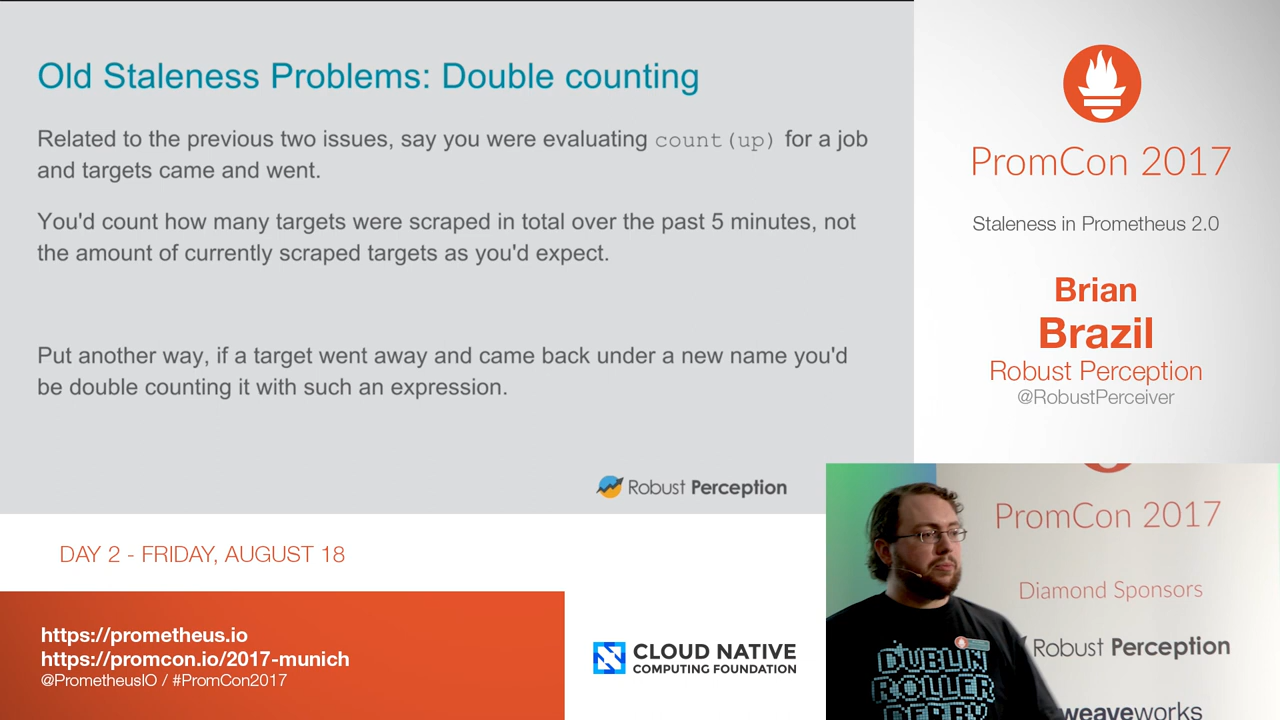 Old Staleness Problems: Double counting
Related to the previous two issues, say you were evaluating count(up) for a job
and targets came and went.
You'd count how many targets were scraped in total over the past 5 minutes, not
the amount of currently scraped targets as you'd expect.
Put another way, if a target went away and came back under a new name you'd
be double counting it with such an expression.
Robust Perception
PromCon 2017
Staleness in Prometheus 2.0
Brian
Brazil
Robust Perception
@RobustPerceiver
DAY 2 - FRIDAY, AUGUST 18
https://prometheus.io
https://promcon.io/2017-munich
@PrometheusIO / #PromCon2017
CLOUD NATIVE
COMPUTING FOUNDATION
PromCon 2017
Diamond Sponsors
Robust Perception
weaveworks
DUBLIN
ROLLER
DERBY